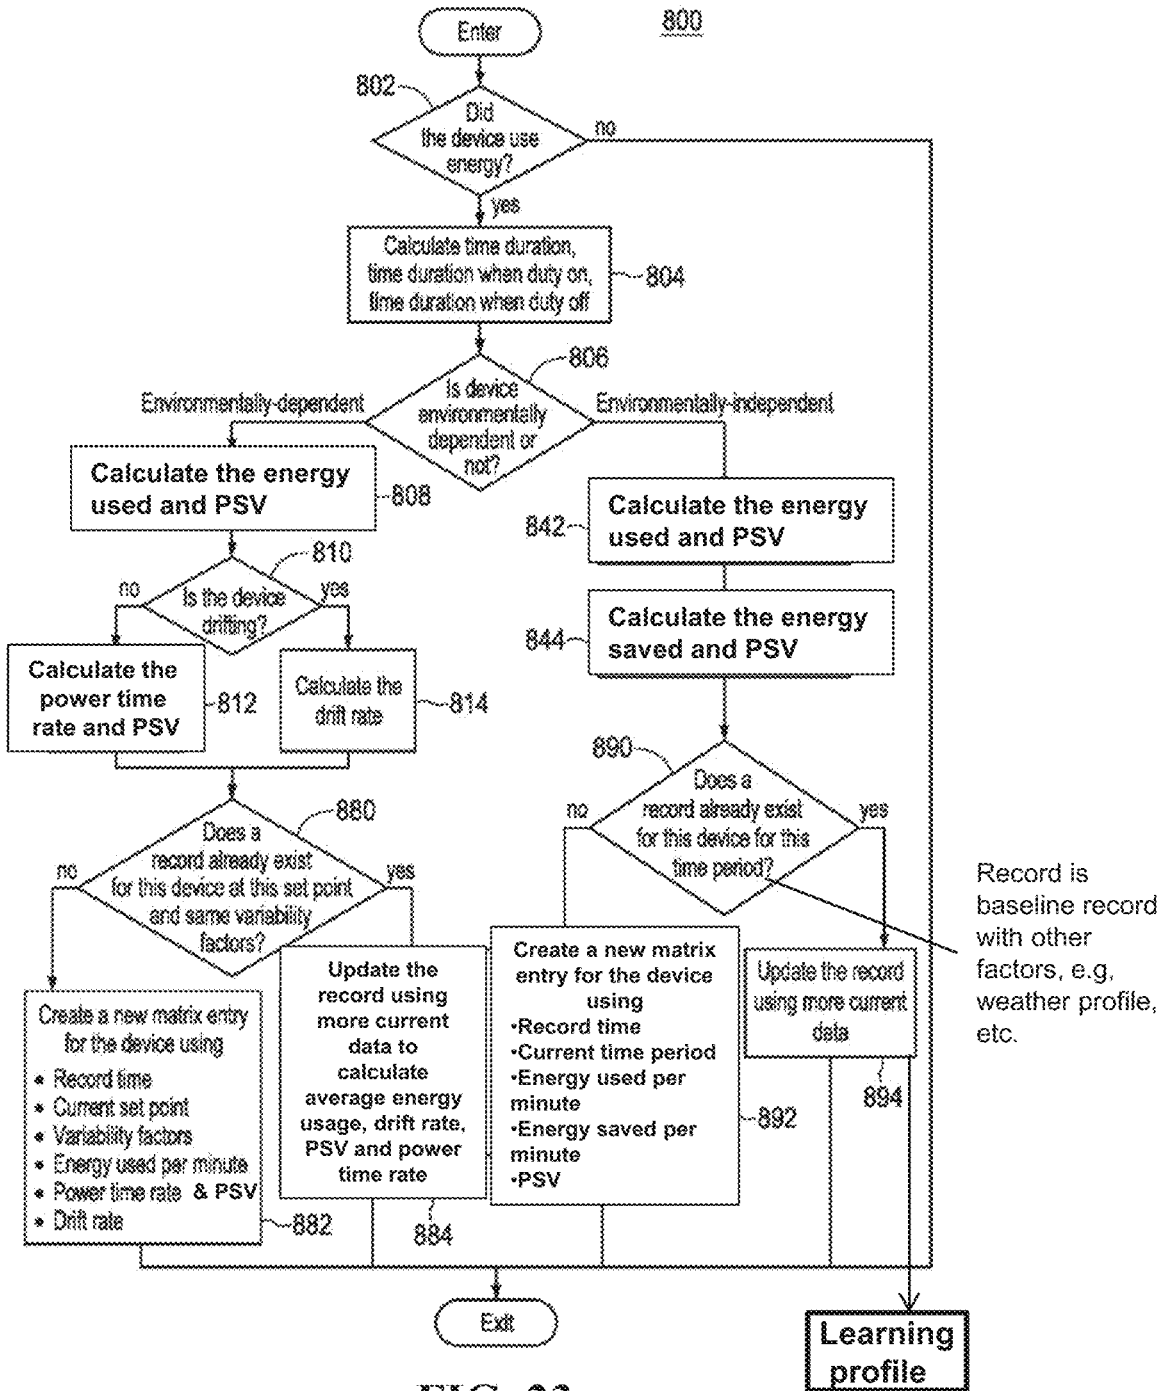 800
Enter
802
Did
the device use
energy?
no
yes
Calculate time duration,
time duration when duty on,
time duration when duty off
804
806
Is device
environmentally
dependent or
not?
Environmentally-dependent
Environmentally-independent
Calculate the energy
used and PSV
808
842
Calculate the energy
used and PSV
810
Is the device
drifting?
no
yes
844
Calculate the energy
saved and PSV
Calculate the
power time
rate and PSV
812
Calculate the
drift rate
814
890
Does a
record already exist
for this device for this
time period?
no
yes
880
Does a
record already exist
for this device at this set point
and same variability
factors?
no
yes
Record is
baseline record
with other
factors, e.g,
weather profile,
etc.
Create a new matrix entry
for the device using
• Record time
• Current set point
• Variability factors
• Energy used per minute
• Power time rate & PSV
• Drift rate
882
Update the
record using
more current
data to
calculate
average energy
usage, drift rate,
PSV and power
time rate
884
Create a new matrix
entry for the device
using
•Record time
•Current time period
•Energy used per
minute
•Energy saved per
minute
•PSV
892
Update the record
using more current
data
894
Exit
Learning
profile